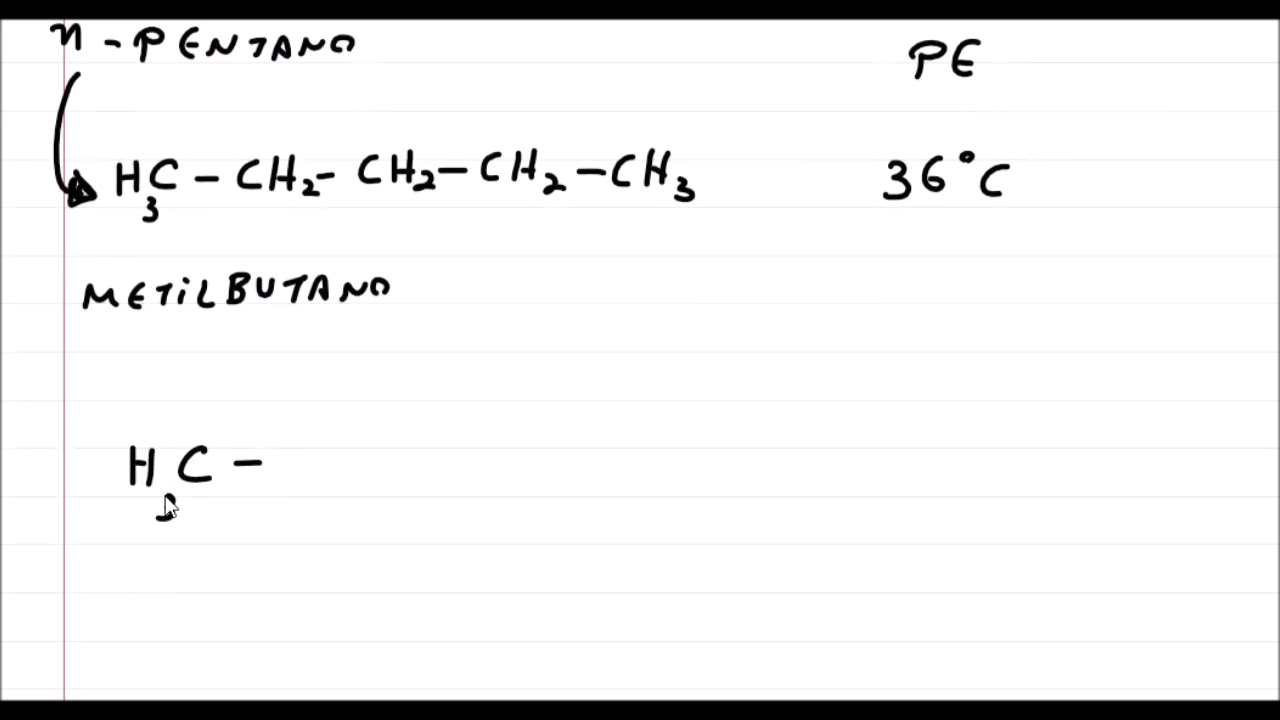 n-PENTANO PE
H₃C-CH₂-CH₂-CH₂-CH₃ 36°C
METiLBUTANO
H₃C-